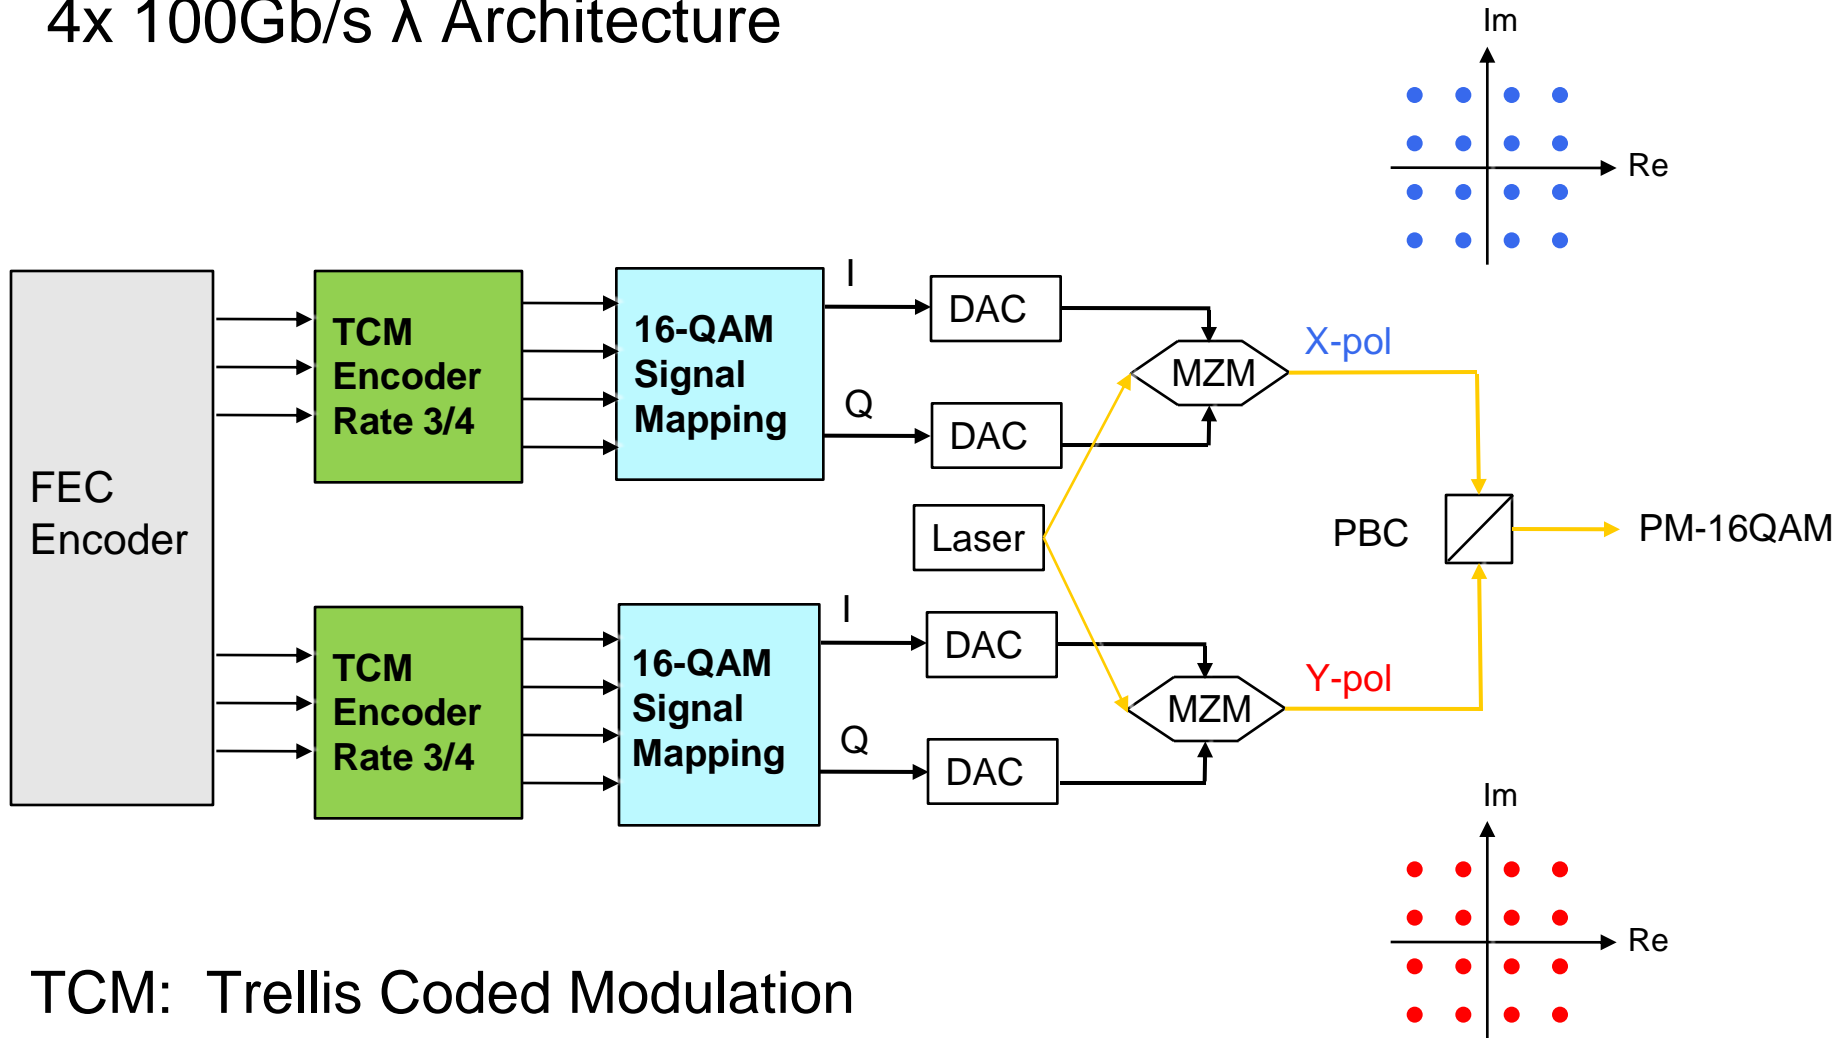 4x 100Gb/s λ Architecture
Im
Re
FEC
Encoder
TCM
Encoder
Rate 3/4
16-QAM
Signal
Mapping
I
Q
DAC
DAC
MZM
X-pol
Laser
PBC
PM-16QAM
TCM
Encoder
Rate 3/4
16-QAM
Signal
Mapping
I
Q
DAC
DAC
MZM
Y-pol
Im
Re
TCM: Trellis Coded Modulation